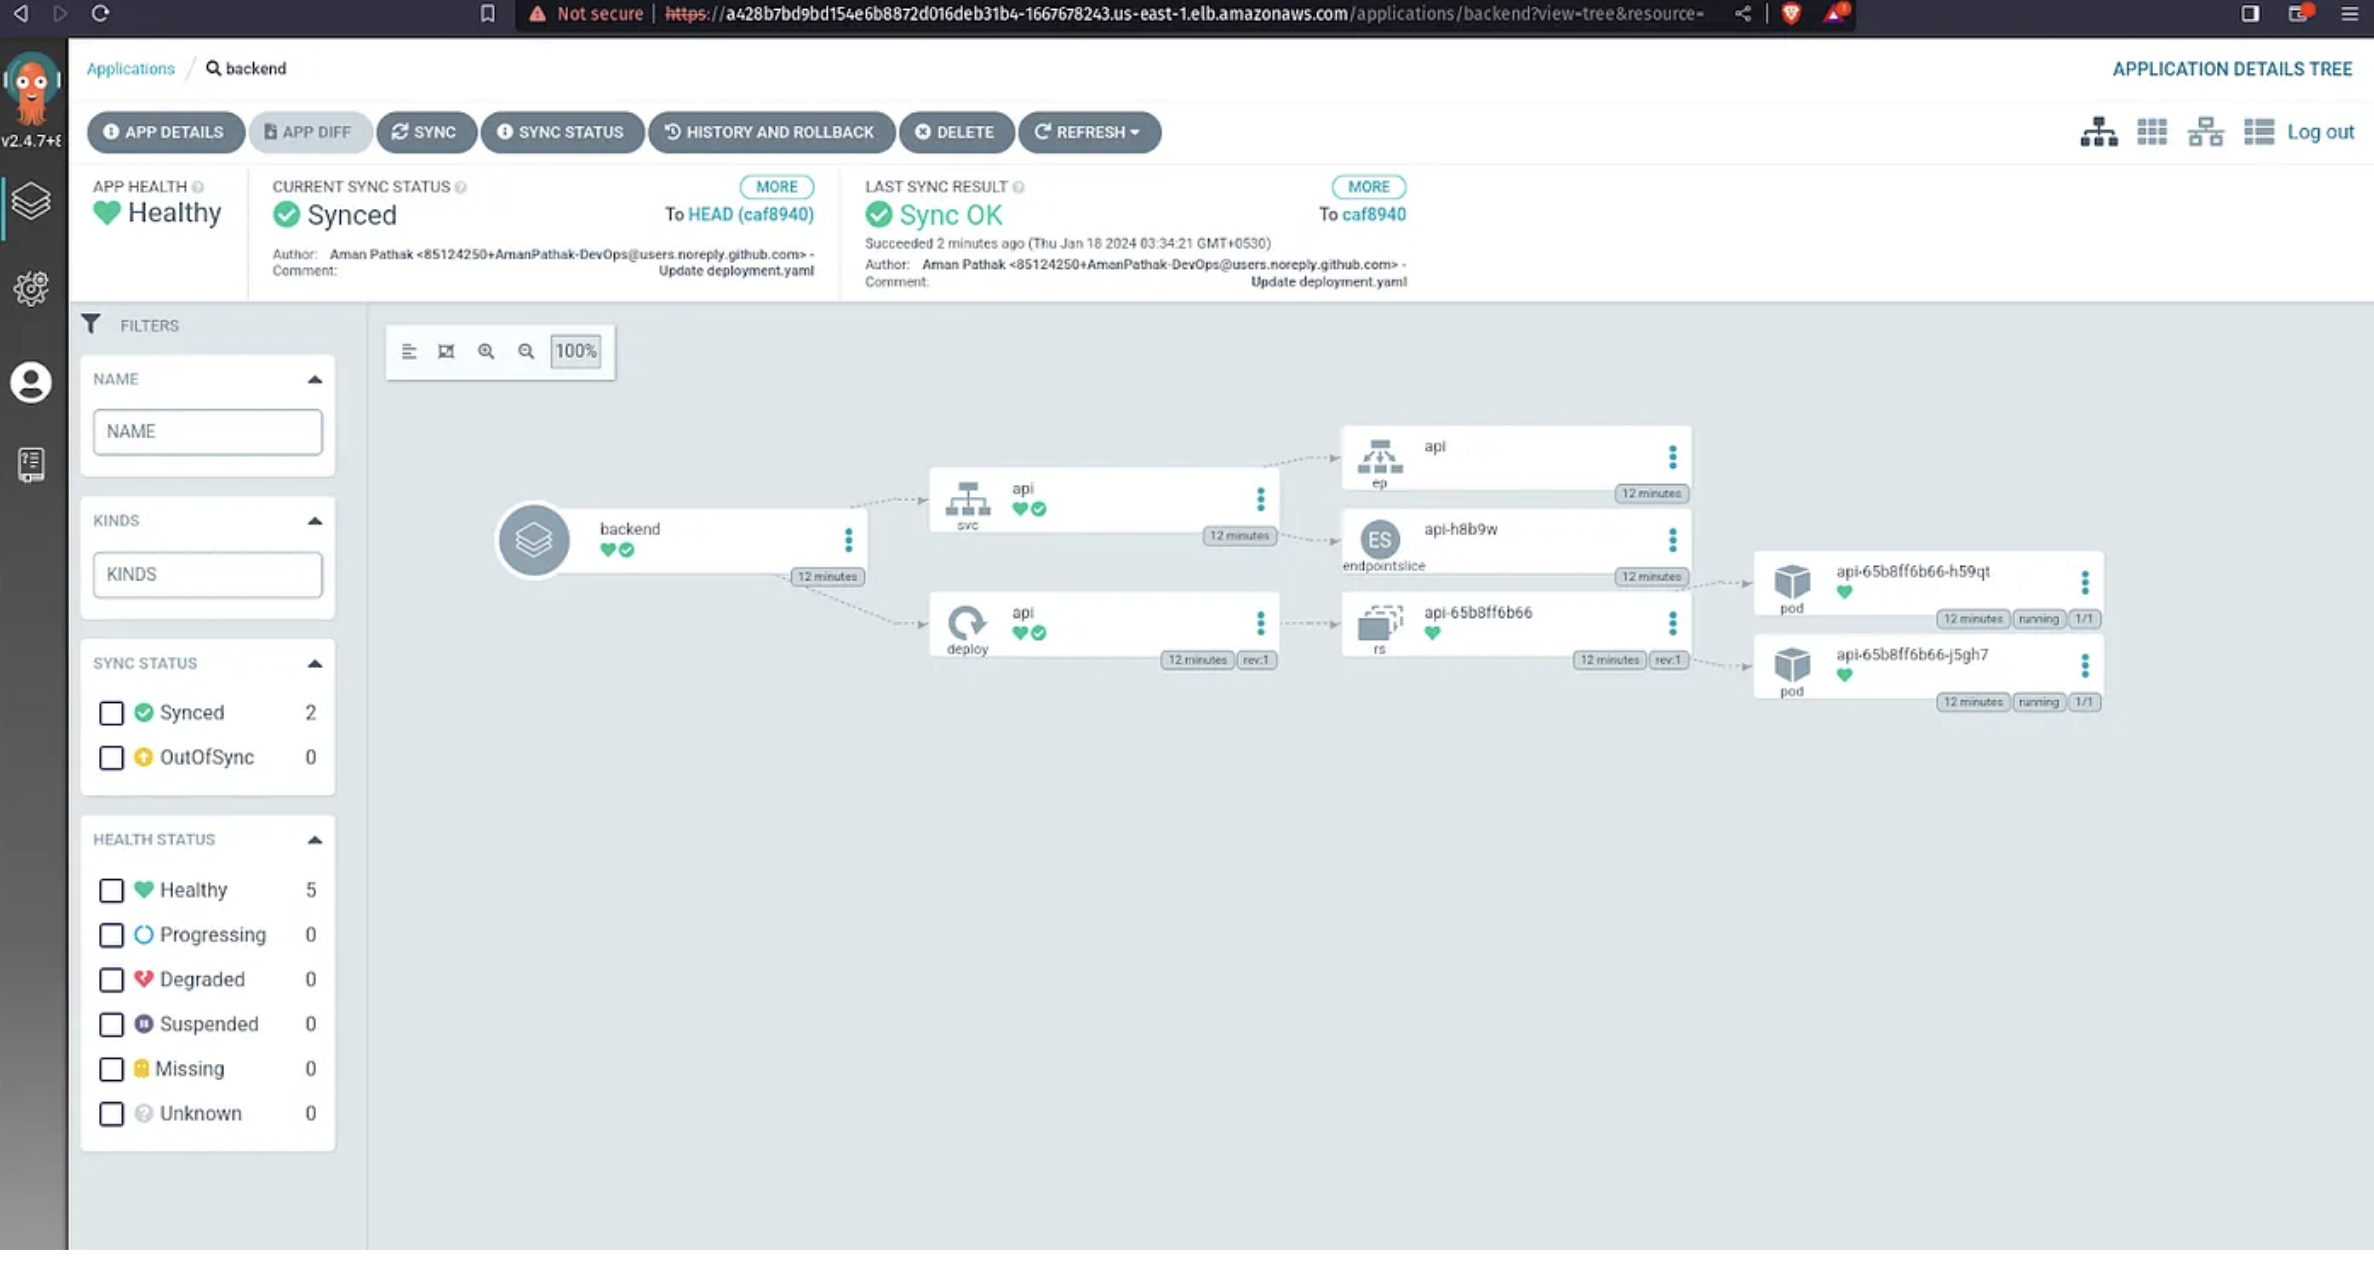 Not secure | https://a428b7bd9bd154e6b8872d016deb31b4-1667678243.us-east-1.elb.amazonaws.com/applications/backend?view=tree&resource=
Applications / backend
APPLICATION DETAILS TREE
v2.4.7+
APP DETAILS APP DIFF SYNC SYNC STATUS HISTORY AND ROLLBACK DELETE REFRESH
Log out
APP HEALTH
Healthy
CURRENT SYNC STATUS MORE
Synced To HEAD (caf8940)
Author: Aman Pathak <85124250+AmanPathak-DevOps@users.noreply.github.com> -
Comment: Update deployment.yaml
LAST SYNC RESULT MORE
Sync OK To caf8940
Succeeded 2 minutes ago (Thu Jan 18 2024 03:34:21 GMT+0530)
Author: Aman Pathak <85124250+AmanPathak-DevOps@users.noreply.github.com> -
Comment: Update deployment.yaml
FILTERS
NAME
NAME
KINDS
KINDS
SYNC STATUS
Synced 2
OutOfSync 0
HEALTH STATUS
Healthy 5
Progressing 0
Degraded 0
Suspended 0
Missing 0
Unknown 0
100%
backend
12 minutes
api
svc
12 minutes
api
deploy
12 minutes rev:1
api
ep
12 minutes
ES
api-h8b9w
endpointslice
12 minutes
api-65b8ff6b66
rs
12 minutes rev:1
api-65b8ff6b66-h59qt
pod
12 minutes running 1/1
api-65b8ff6b66-j5gh7
pod
12 minutes running 1/1